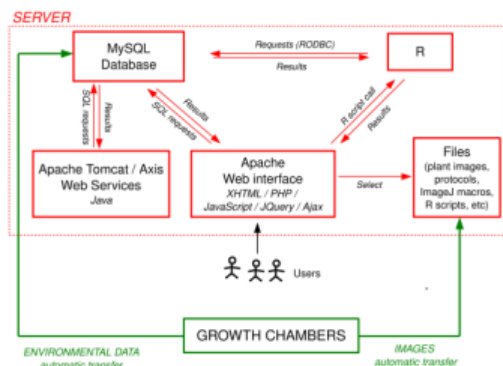 SERVER
MySQL
Database
Requests (RODBC)
Results
R
SQL requests
Results
Results
SQL requests
R script call
Results
Apache Tomcat / Axis
Web Services
Java
Apache
Web interface
XHTML / PHP /
JavaScript / JQuery / Ajax
Select
Files
(plant images,
protocols,
ImageJ macros,
R scripts, etc)
Users
GROWTH CHAMBERS
ENVIRONMENTAL DATA
automatic transfer
IMAGES
automatic transfer